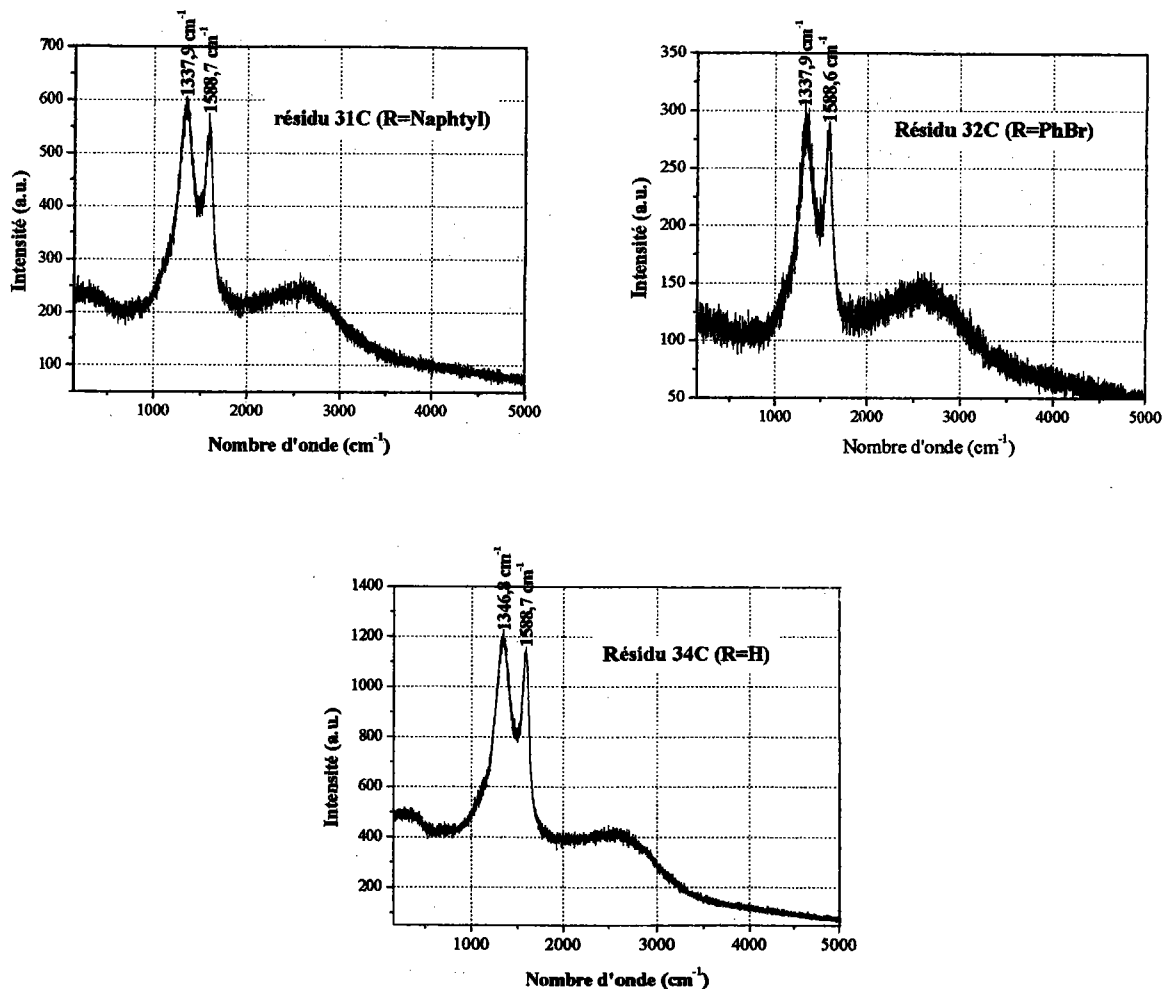 1337,9 cm⁻¹
1588,7 cm⁻¹
700
600
500
400
300
200
100
résidu 31C (R=Naphtyl)
Intensité (a.u.)
1000
2000
3000
4000
5000
Nombre d'onde (cm⁻¹)
1337,9 cm⁻¹
1588,6 cm⁻¹
350
300
250
200
150
100
50
Résidu 32C (R=PhBr)
Intensité (a.u.)
1000
2000
3000
4000
5000
Nombre d'onde (cm⁻¹)
1346,8 cm⁻¹
1588,7 cm⁻¹
1400
1200
1000
800
600
400
200
Résidu 34C (R=H)
Intensité (a.u.)
1000
2000
3000
4000
5000
Nombre d'onde (cm⁻¹)